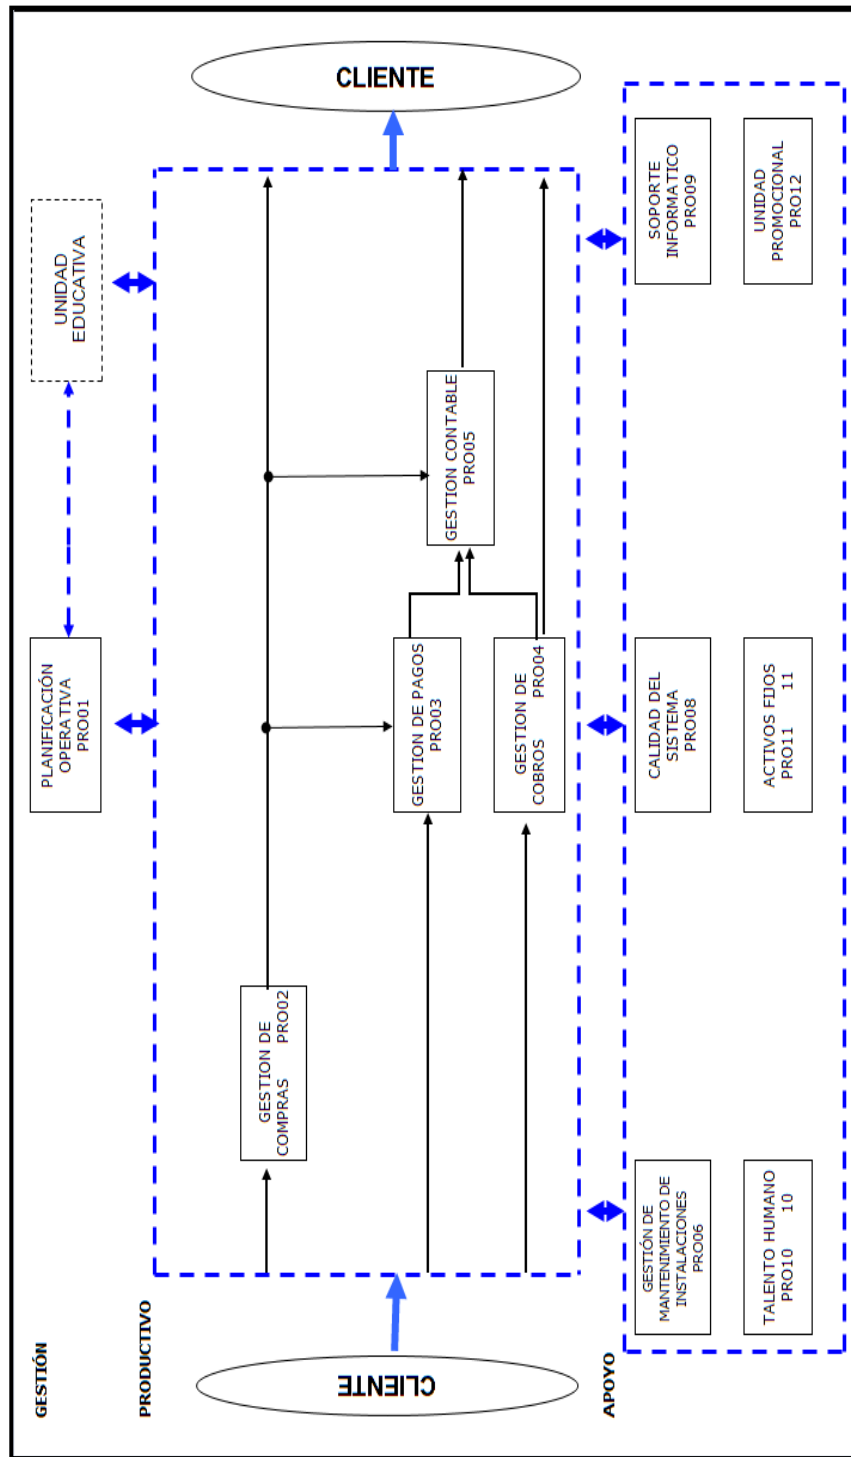 GESTIÓN
PLANIFICACIÓN
OPERATIVA
PRO01
UNIDAD
EDUCATIVA
PRODUCTIVO
CLIENTE
GESTION DE
COMPRAS PRO02
GESTION DE PAGOS
PRO03
GESTION DE
COBROS PRO04
GESTION CONTABLE
PRO05
CLIENTE
APOYO
GESTIÓN DE
MANTENIMIENTO DE
INSTALACIONES
PRO06
CALIDAD DEL
SISTEMA
PRO08
SOPORTE
INFORMATICO
PRO09
TALENTO HUMANO
PRO10 10
ACTIVOS FIJOS
PRO11 11
UNIDAD
PROMOCIONAL
PRO12